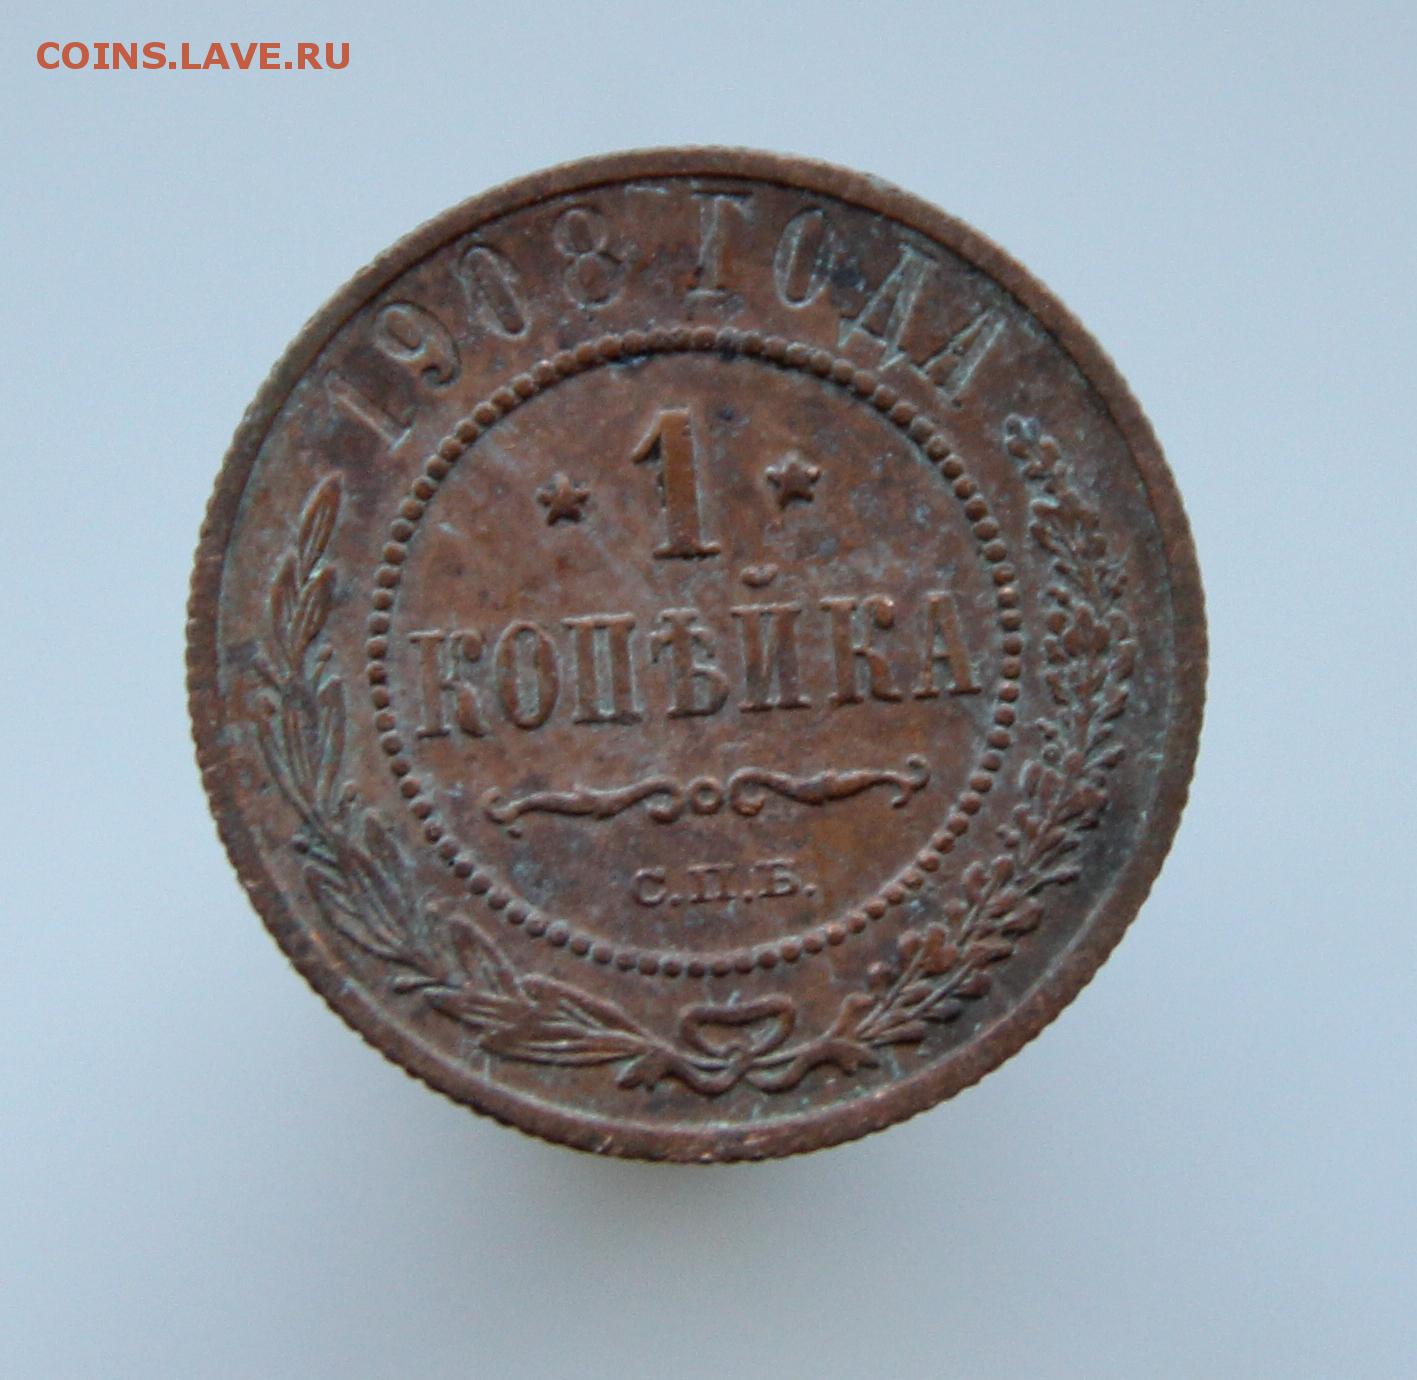 COINS.LAVE.RU
1908 ГОДА
1
КОПѢЙКА
С.П.Б.